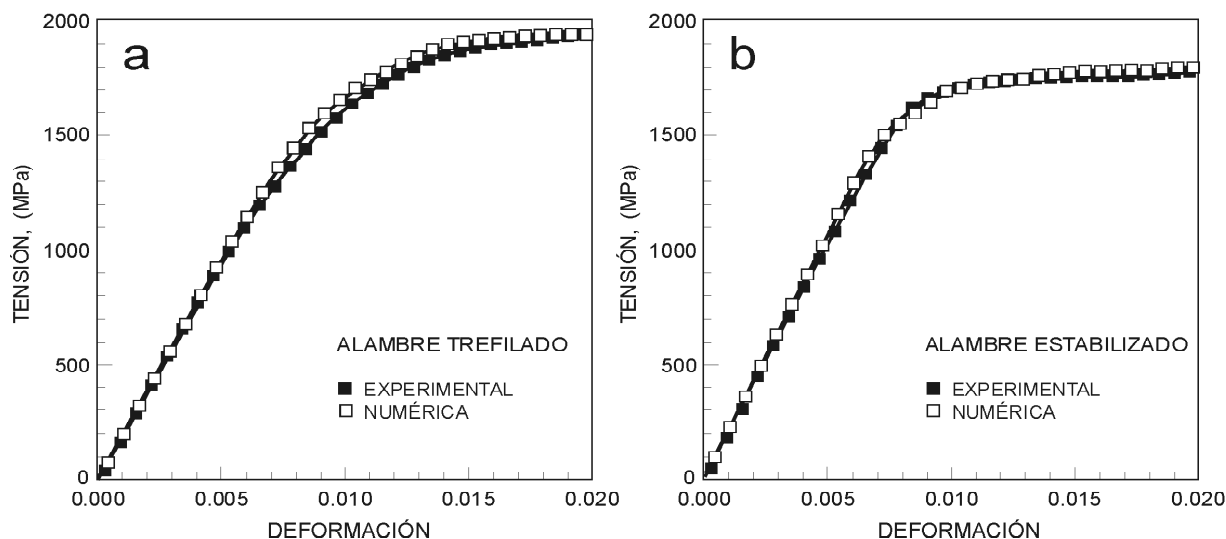 a
2000
1500
1000
500
0
TENSIÓN, (MPa)
ALAMBRE TREFILADO
EXPERIMENTAL
NUMÉRICA
0.000 0.005 0.010 0.015 0.020
DEFORMACIÓN
b
2000
1500
1000
500
0
TENSIÓN, (MPa)
ALAMBRE ESTABILIZADO
EXPERIMENTAL
NUMÉRICA
0.000 0.005 0.010 0.015 0.020
DEFORMACIÓN